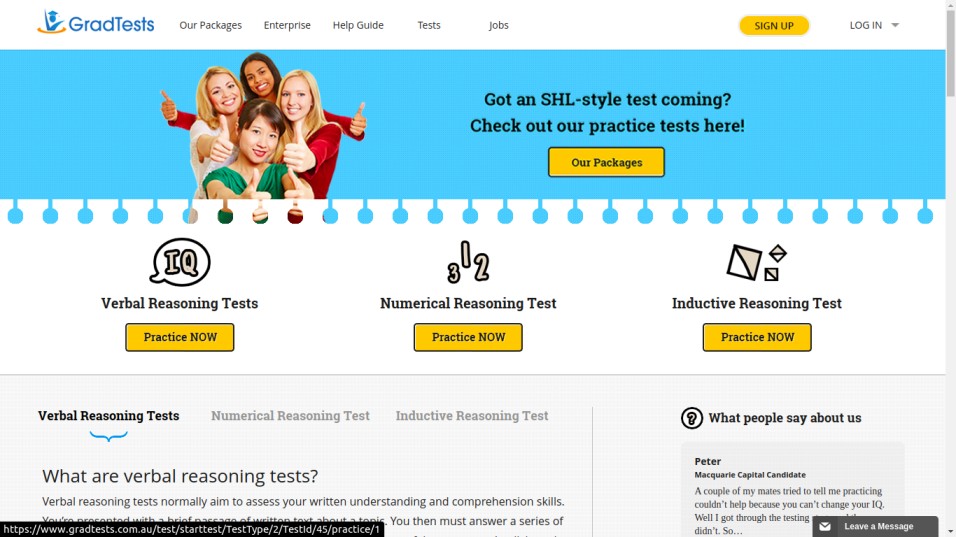 GradTests
Our Packages
Enterprise
Help Guide
Tests
Jobs
SIGN UP
LOG IN
Got an SHL-style test coming?
Check out our practice tests here!
Our Packages
IQ
312
Verbal Reasoning Tests
Numerical Reasoning Test
Inductive Reasoning Test
Practice NOW
Practice NOW
Practice NOW
Verbal Reasoning Tests
Numerical Reasoning Test
Inductive Reasoning Test
What are verbal reasoning tests?
Verbal reasoning tests normally aim to assess your written understanding and comprehension skills.
You're presented with a brief passage of written text about a topic. You then must answer a series of
What people say about us
Peter
Macquarie Capital Candidate
A couple of my mates tried to tell me practicing
couldn't help because you can't change your IQ.
Well I got through the testing
didn't. So…
Leave a Message
https://www.gradtests.com.au/test/starttest/TestType/2/TestId/45/practice/1